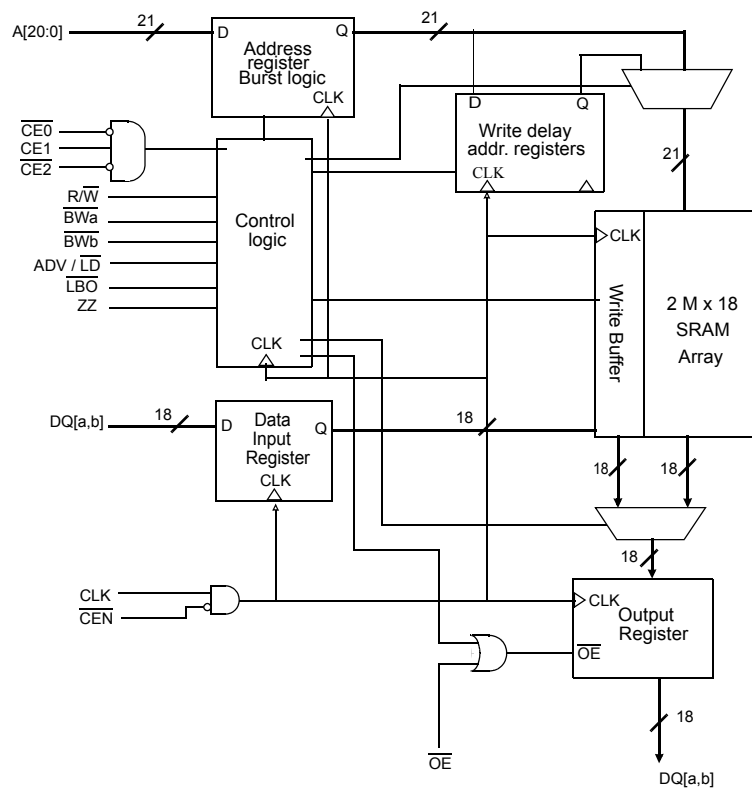 A[20:0]
21
D
Q
Address
register
Burst logic
CLK
21
D
Q
Write delay
addr. registers
CLK
21
CE0
CE1
CE2
R/W
BWa
BWb
ADV / LD
LBO
ZZ
Control
logic
CLK
CLK
Write Buffer
2 M x 18
SRAM
Array
DQ[a,b]
18
D
Q
Data
Input
Register
CLK
18
18
18
18
CLK
CEN
CLK
Output
Register
OE
OE
18
DQ[a,b]